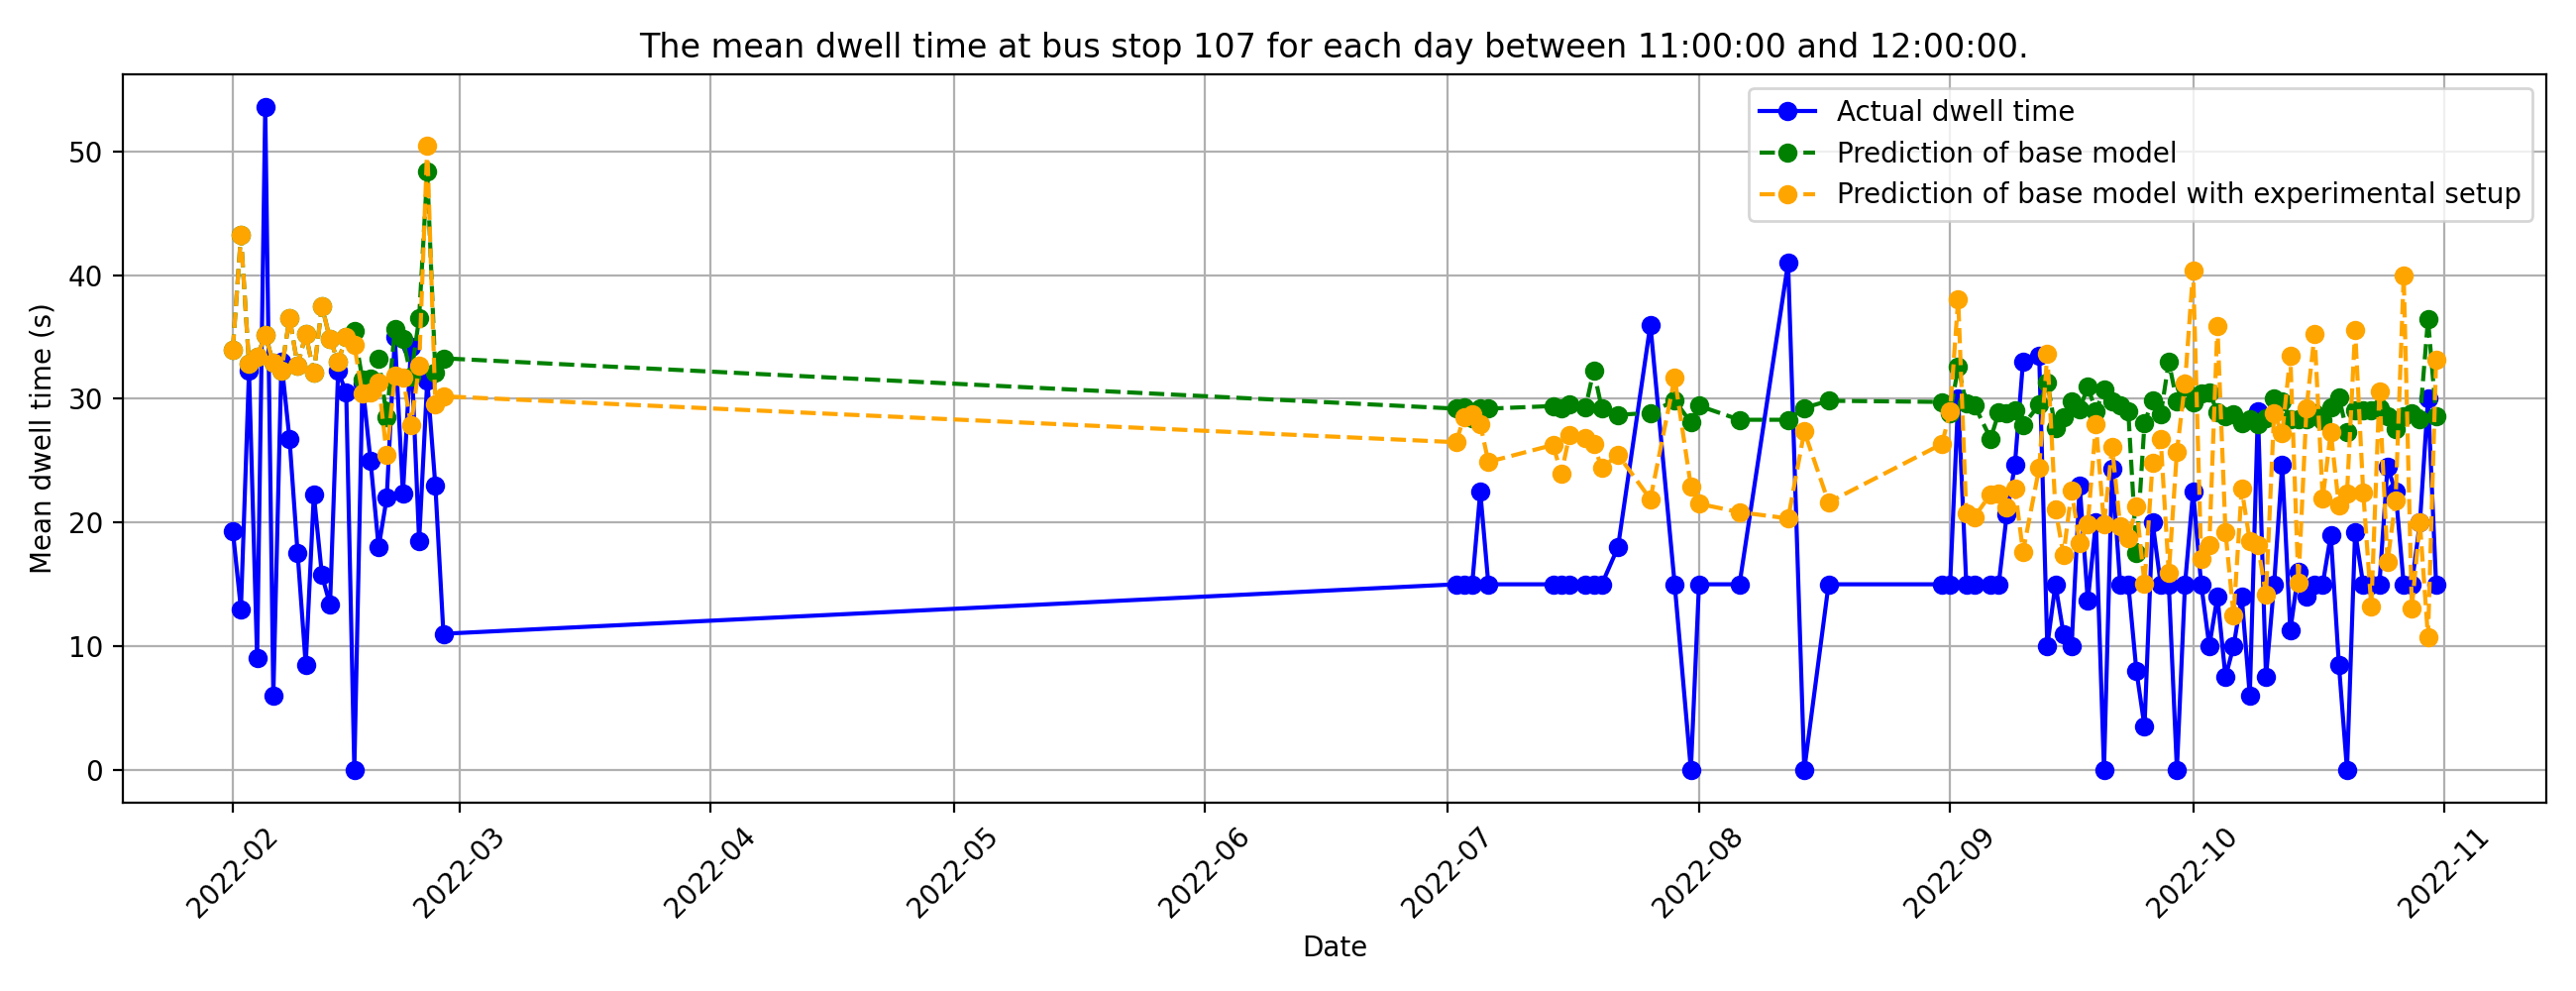 The mean dwell time at bus stop 107 for each day between 11:00:00 and 12:00:00.
Actual dwell time
Prediction of base model
Prediction of base model with experimental setup
Mean dwell time (s)
50
40
30
20
10
0
2022-02
2022-03
2022-04
2022-05
2022-06
2022-07
2022-08
2022-09
2022-10
2022-11
Date